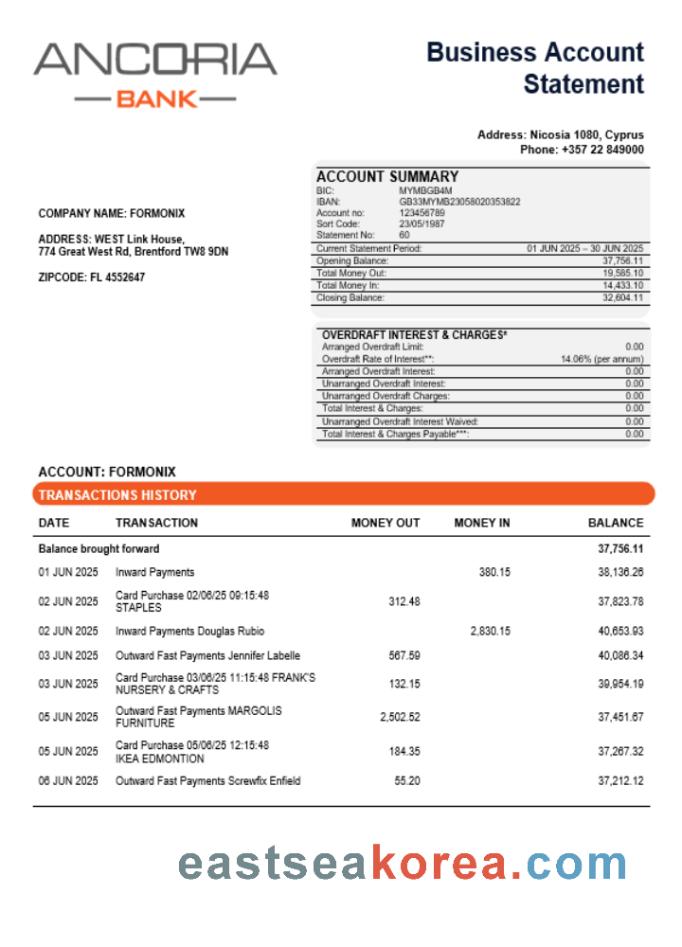 ANCORIA
BANK
Business Account
Statement
Address: Nicosia 1080, Cyprus
Phone: +357 22 849000
COMPANY NAME: FORMONIX
ADDRESS: WEST Link House,
774 Great West Rd, Brentford TW8 9DN
ZIPCODE: FL 4552647
ACCOUNT SUMMARY
BIC: MYMBGB4M
IBAN: GB33MYMB23058020353822
Account no: 123456789
Sort Code: 23/05/1987
Statement No: 60
Current Statement Period: 01 JUN 2025 – 30 JUN 2025
Opening Balance: 37,756.11
Total Money Out: 19,585.10
Total Money In: 14,433.10
Closing Balance: 32,604.11
OVERDRAFT INTEREST & CHARGES*
Arranged Overdraft Limit: 0.00
Overdraft Rate of Interest**: 14.06% (per annum)
Arranged Overdraft Interest: 0.00
Unarranged Overdraft Interest: 0.00
Unarranged Overdraft Charges: 0.00
Total Interest & Charges: 0.00
Unarranged Overdraft Interest Waived: 0.00
Total Interest & Charges Payable***: 0.00
ACCOUNT: FORMONIX
TRANSACTIONS HISTORY
DATE TRANSACTION MONEY OUT MONEY IN BALANCE
Balance brought forward 37,756.11
01 JUN 2025 Inward Payments 380.15 38,136.26
02 JUN 2025 Card Purchase 02/06/25 09:15:48 312.48 37,823.78
STAPLES
02 JUN 2025 Inward Payments Douglas Rubio 2,830.15 40,653.93
03 JUN 2025 Outward Fast Payments Jennifer Labelle 567.59 40,086.34
03 JUN 2025 Card Purchase 03/06/25 11:15:48 FRANK'S 132.15 39,954.19
NURSERY & CRAFTS
05 JUN 2025 Outward Fast Payments MARGOLIS 2,502.52 37,451.67
FURNITURE
05 JUN 2025 Card Purchase 05/06/25 12:15:48 184.35 37,267.32
IKEA EDMONTION
06 JUN 2025 Outward Fast Payments Screwfix Enfield 55.20 37,212.12
eastseakorea.com